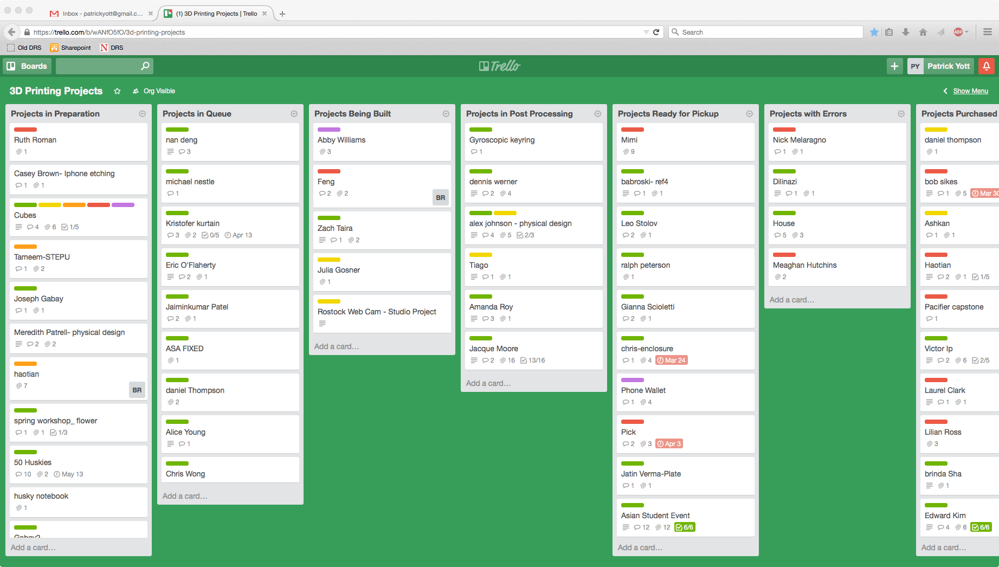 Inbox - patrickyott@gmail.c...
(1) 3D Printing Projects | Trello
https://trello.com/b/wANfO5fO/3d-printing-projects
Search
ABP
Old DRS
Sharepoint
N DRS
Boards
Trello
PY Patrick Yott
3D Printing Projects
Org Visible
Show Menu
Projects in Preparation
Ruth Roman
1
Casey Brown- Iphone etching
1 1
Cubes
4 6 1/5
Tameem-STEPU
1 2
Joseph Gabay
1 1
Meredith Patrell- physical design
2 2
haotian
7
BR
spring workshop_ flower
1 1 1/3
50 Huskies
10 2 May 13
husky notebook
1
Gabay2
Add a card...
Projects in Queue
nan deng
3
michael nestle
1
Kristofer kurtain
3 2 0/5 Apr 13
Eric O'Flaherty
2 1
Jaiminkumar Patel
2 1
ASA FIXED
1
daniel Thompson
2
Alice Young
1
Chris Wong
Add a card...
Projects Being Built
Abby Williams
3
Feng
2 2
BR
Zach Taira
1 2
Julia Gosner
1
Rostock Web Cam - Studio Project
Add a card...
Projects in Post Processing
Gyroscopic keyring
1
dennis werner
2 4
alex johnson - physical design
4 5 2/3
Tiago
1 1
Amanda Roy
3 1
Jacque Moore
2 16 13/16
Add a card...
Projects Ready for Pickup
Mimi
9
babroski- ref4
1 1
Leo Stolov
2 1
ralph peterson
1
Gianna Scioletti
2 1
chris-enclosure
1 4 Mar 24
Phone Wallet
1 4
Pick
2 3 Apr 3
Jatin Verma-Plate
1 1
Asian Student Event
12 12 6/6
Add a card...
Projects with Errors
Nick Melaragno
1 1
Dilinazi
1 1
House
5 3
Meaghan Hutchins
2
Add a card...
Projects Purchased
daniel thompson
1
bob sikes
1 5 Mar 30
Ashkan
1 1
Haotian
2 1 1/5
Pacifier capstone
1
Victor Ip
2 6 2/5
Laurel Clark
1 1
Lilian Ross
3
brinda Sha
1
Edward Kim
4 6 6/6
Add a card...